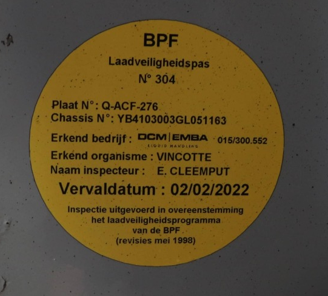 BPF
Laadveiligheidspas
N° 304
Plaat N°: Q-ACF-276
Chassis N°: YB4103003GL051163
Erkend bedrijf : DCM | EMBA 015/300.552
Erkend organisme : VINCOTTE
Naam inspecteur : E. CLEEMPUT
Vervaldatum : 02/02/2022
Inspectie uitgevoerd in overeenstemming
het laadveiligheidsprogramma
van de BPF
(revisies mei 1998)